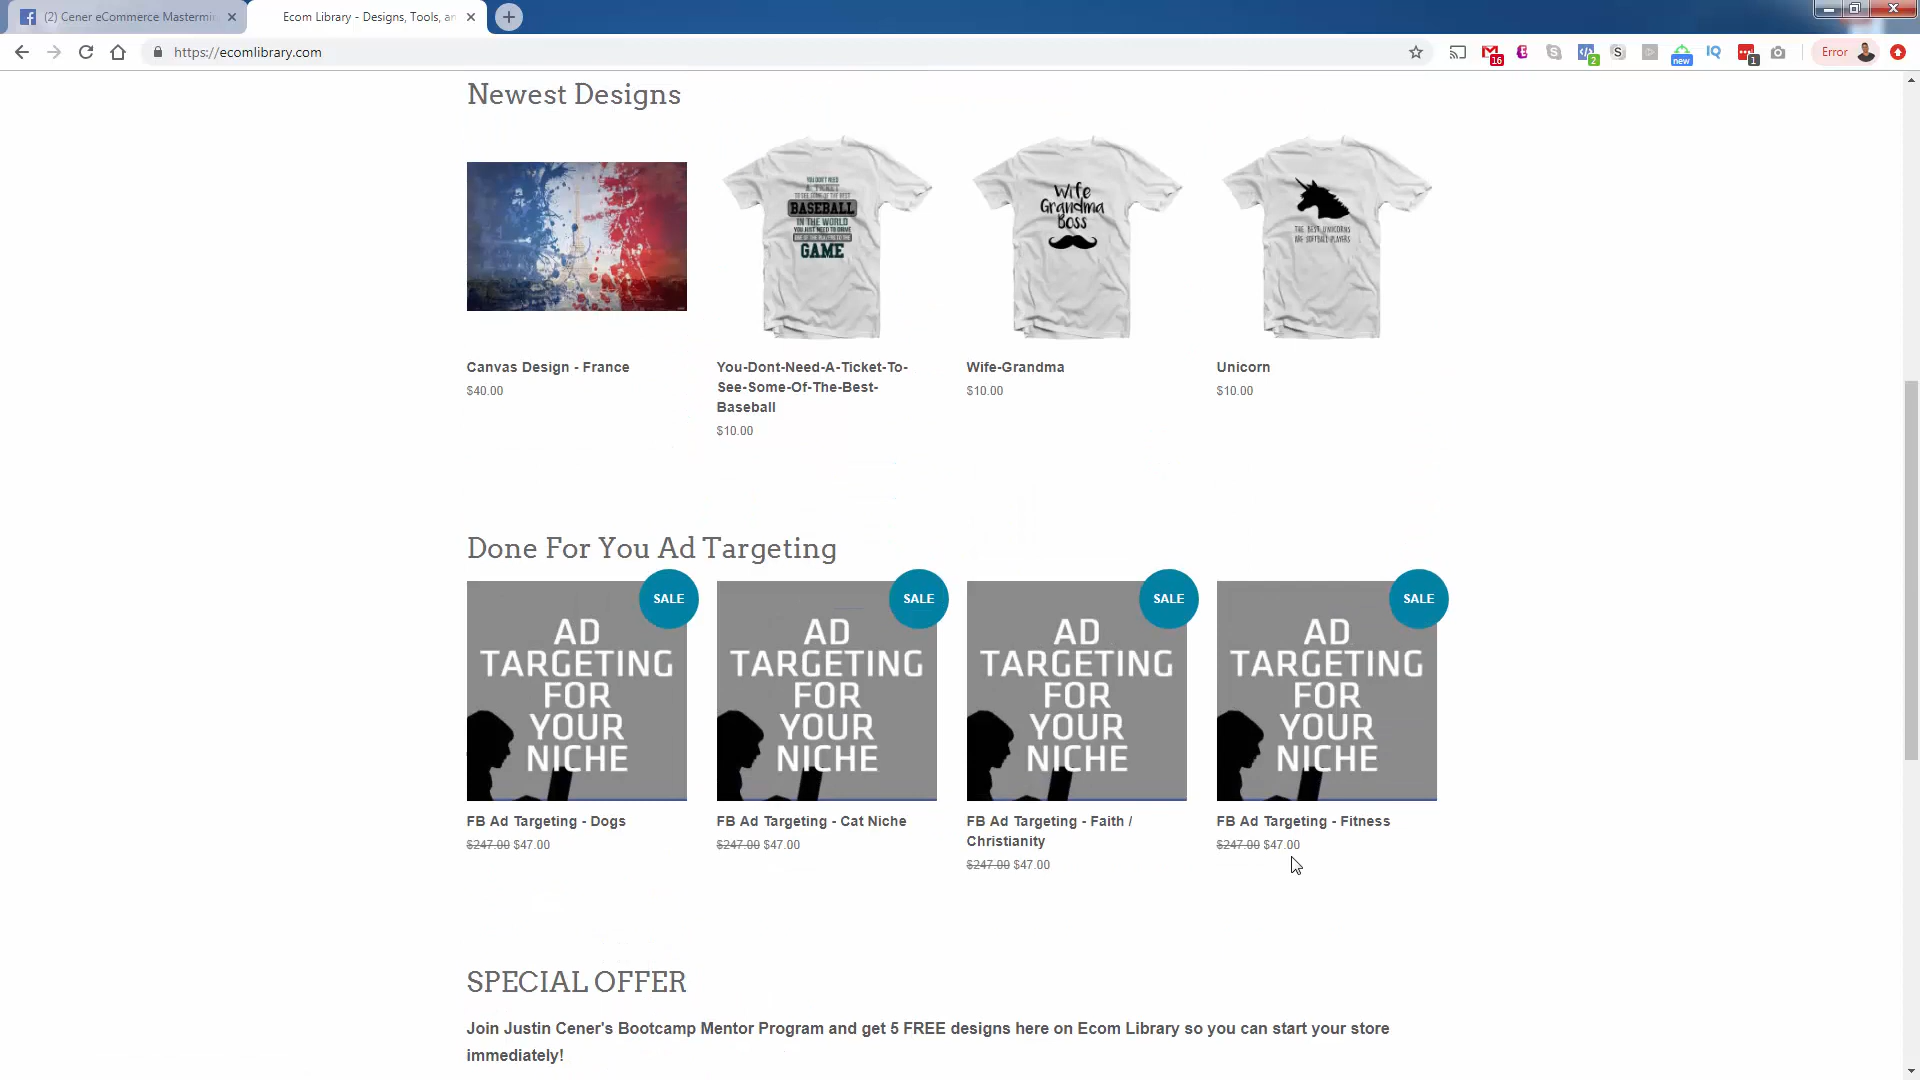 (2) Cener eCommerce Mastermi
Ecom Library - Designs, Tools, an
https://ecomlibrary.com
16
2
new
IQ
1
Error
Newest Designs
YOU DON'T NEED
A TICKET
TO SEE SOME OF THE BEST
BASEBALL
IN THE WORLD
YOU JUST NEED TO DRIVE
GAME
Wife
Grandma
Boss
THE BEST UNICORNS
ARE SOFTBALL PLAYERS
Canvas Design - France
$40.00
You-Dont-Need-A-Ticket-To-
See-Some-Of-The-Best-
Baseball
$10.00
Wife-Grandma
$10.00
Unicorn
$10.00
Done For You Ad Targeting
SALE
AD
TARGETING
FOR
YOUR
NICHE
SALE
AD
TARGETING
FOR
YOUR
NICHE
SALE
AD
TARGETING
FOR
YOUR
NICHE
SALE
AD
TARGETING
FOR
YOUR
NICHE
FB Ad Targeting - Dogs
$247.00 $47.00
FB Ad Targeting - Cat Niche
$247.00 $47.00
FB Ad Targeting - Faith /
Christianity
$247.00 $47.00
FB Ad Targeting - Fitness
$247.00 $47.00
SPECIAL OFFER
Join Justin Cener's Bootcamp Mentor Program and get 5 FREE designs here on Ecom Library so you can start your store
immediately!